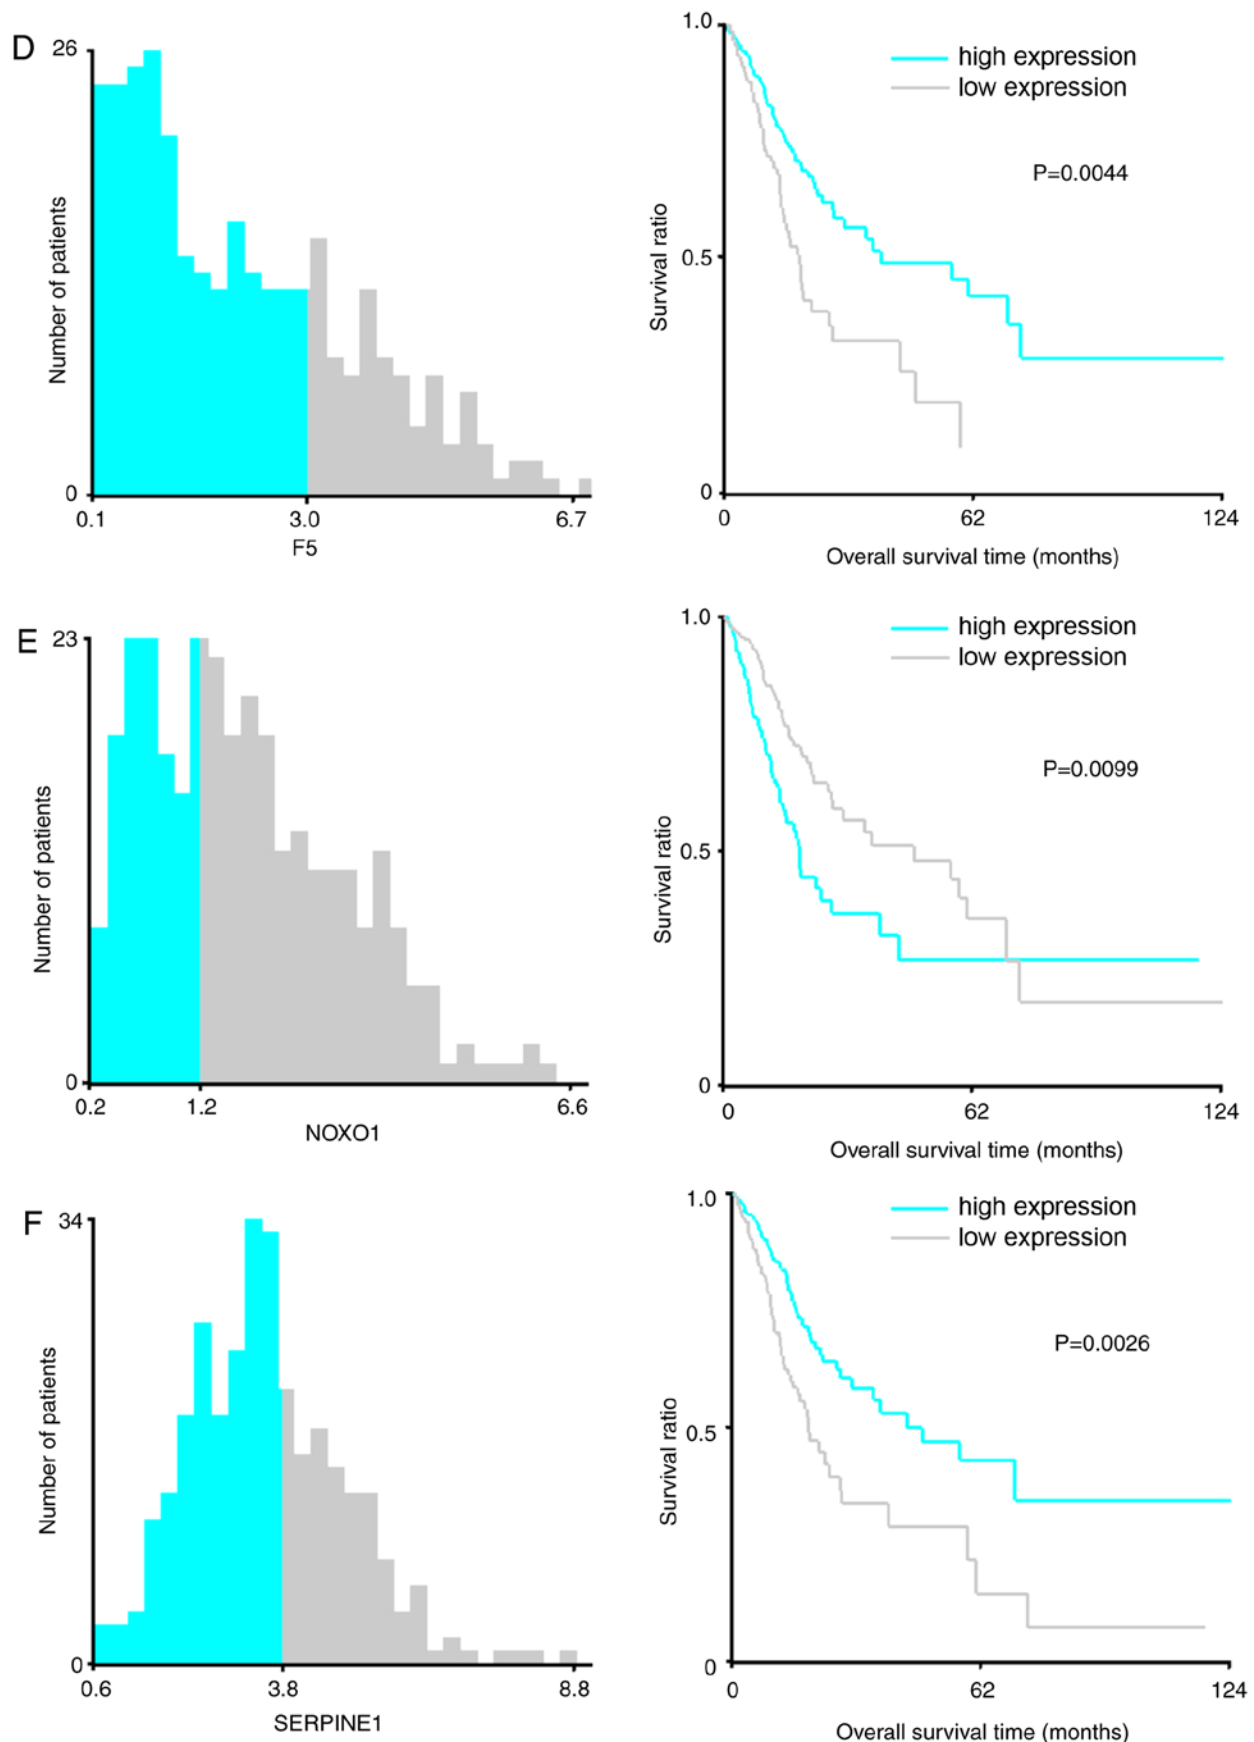 D
26
Number of patients
0
0.1
3.0
6.7
F5
1.0
high expression
low expression
P=0.0044
Survival ratio
0.5
0
0
62
124
Overall survival time (months)
E
23
Number of patients
0
0.2
1.2
6.6
NOXO1
1.0
high expression
low expression
P=0.0099
Survival ratio
0.5
0
0
62
124
Overall survival time (months)
F
34
Number of patients
0
0.6
3.8
8.8
SERPINE1
1.0
high expression
low expression
P=0.0026
Survival ratio
0.5
0
0
62
124
Overall survival time (months)